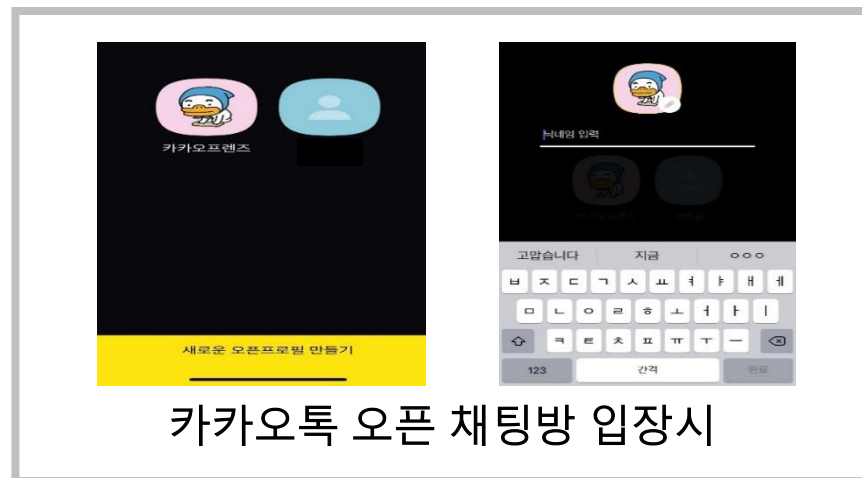 카카오프렌즈
새로운 오픈프로필 만들기
닉네임 입력
고맙습니다 지금 ○○○
ㅂ ㅈ ㄷ ㄱ ㅅ ㅛ ㅕ ㅑ ㅐ ㅔ
ㅁ ㄴ ㅇ ㄹ ㅎ ㅗ ㅓ ㅏ ㅣ
ㅋ ㅌ ㅊ ㅍ ㅠ ㅜ ㅡ
123 간격 완료
카카오톡 오픈 채팅방 입장시